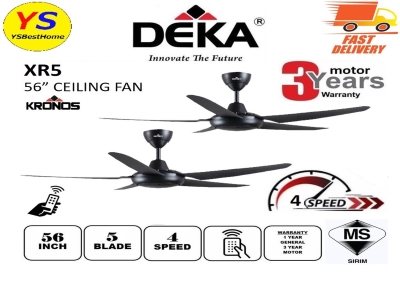 YS
YSBestHome
DEKA®
Innovate The Future
FAST
DELIVERY
XR5
56” CEILING FAN
KRONOS
3 Years
motor
Warranty
4 SPEED
56
INCH
5
BLADE
4
SPEED
WARRANTY
1 YEAR
GENERAL
3 YEAR
MOTOR
MS
SIRIM